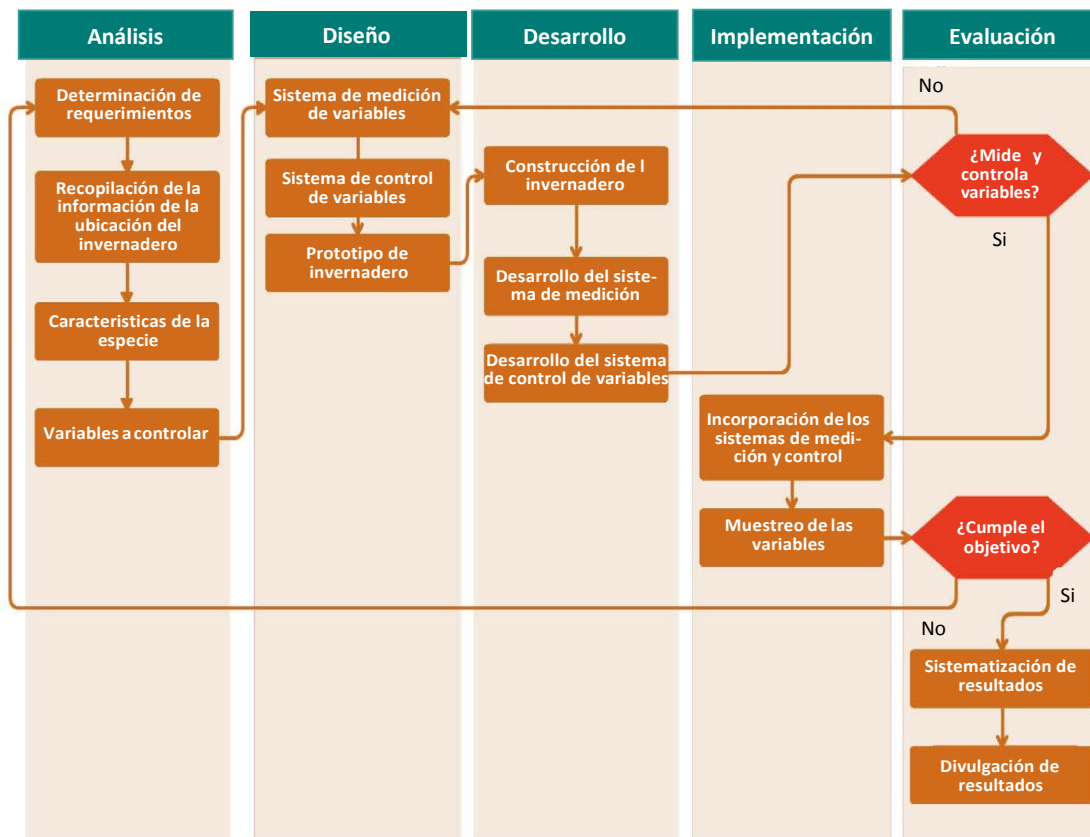 Análisis
Diseño
Desarrollo
Implementación
Evaluación
Determinación de
requerimientos
Recopilación de la
información de la
ubicación del
invernadero
Caracteristicas de la
especie
Variables a controlar
Sistema de medición
de variables
Sistema de control
de variables
Prototipo de
invernadero
Construcción de l
invernadero
Desarrollo del siste-
ma de medición
Desarrollo del sistema
de control de variables
Incorporación de los
sistemas de medi-
ción y control
Muestreo de las
variables
No
¿Mide y
controla
variables?
Si
¿Cumple el
objetivo?
Si
No
Sistematización de
resultados
Divulgación de
resultados